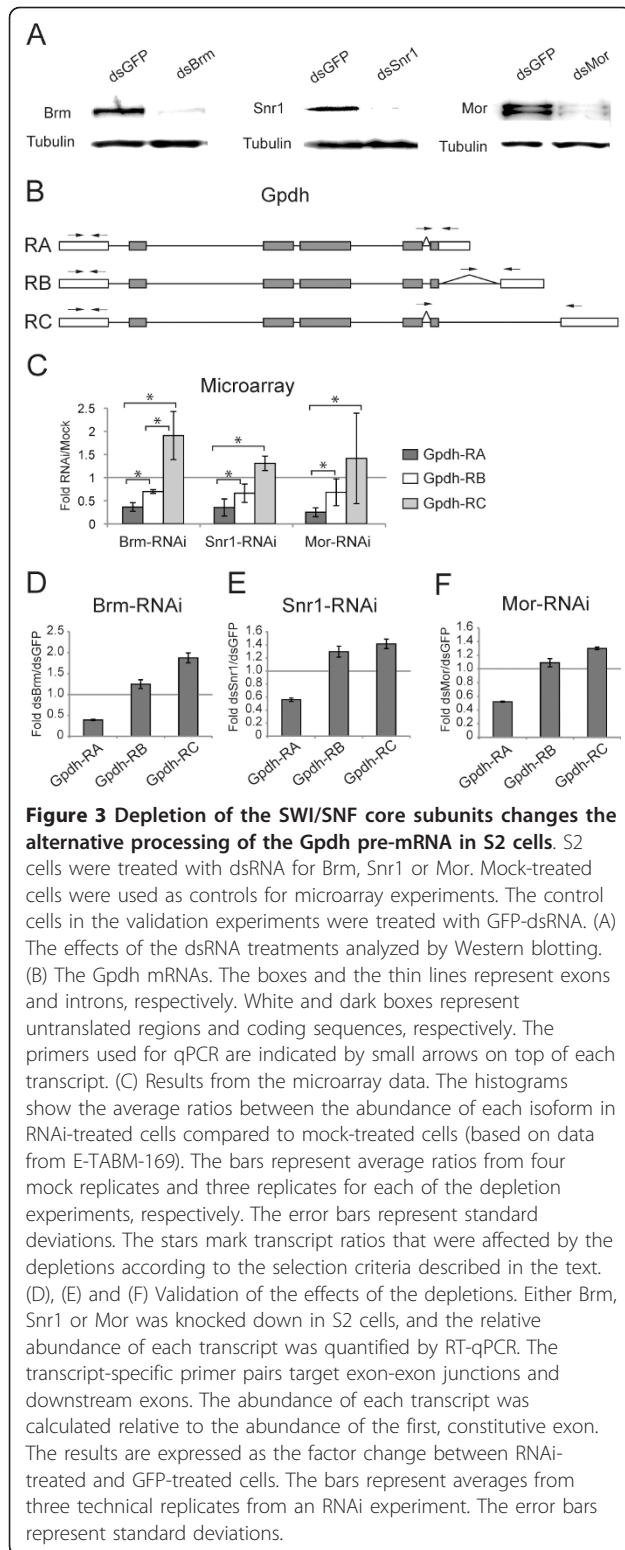 A
dsGFP dsBrm dsGFP dsSnr1 dsGFP dsMor
Brm Snr1 Mor
Tubulin Tubulin Tubulin
B
Gpdh
RA
RB
RC
C
Microarray
Fold RNAi/Mock
2.5
2
1.5
1
0.5
0
* * * * * * *
Gpdh-RA
Gpdh-RB
Gpdh-RC
Brm-RNAi Snr1-RNAi Mor-RNAi
D
Brm-RNAi
Fold dsBrm/dsGFP
2.5
2.0
1.5
1.0
0.5
0
Gpdh-RA Gpdh-RB Gpdh-RC
E
Snr1-RNAi
Fold dsSnr1/dsGFP
1.6
1.4
1.2
1.0
0.8
0.6
0.4
0.2
0
Gpdh-RA Gpdh-RB Gpdh-RC
F
Mor-RNAi
Fold dsMor/dsGFP
1.6
1.4
1.2
1.0
0.8
0.6
0.4
0.2
0
Gpdh-RA Gpdh-RB Gpdh-RC
Figure 3 Depletion of the SWI/SNF core subunits changes the
alternative processing of the Gpdh pre-mRNA in S2 cells. S2
cells were treated with dsRNA for Brm, Snr1 or Mor. Mock-treated
cells were used as controls for microarray experiments. The control
cells in the validation experiments were treated with GFP-dsRNA. (A)
The effects of the dsRNA treatments analyzed by Western blotting.
(B) The Gpdh mRNAs. The boxes and the thin lines represent exons
and introns, respectively. White and dark boxes represent
untranslated regions and coding sequences, respectively. The
primers used for qPCR are indicated by small arrows on top of each
transcript. (C) Results from the microarray data. The histograms
show the average ratios between the abundance of each isoform in
RNAi-treated cells compared to mock-treated cells (based on data
from E-TABM-169). The bars represent average ratios from four
mock replicates and three replicates for each of the depletion
experiments, respectively. The error bars represent standard
deviations. The stars mark transcript ratios that were affected by the
depletions according to the selection criteria described in the text.
(D), (E) and (F) Validation of the effects of the depletions. Either Brm,
Snr1 or Mor was knocked down in S2 cells, and the relative
abundance of each transcript was quantified by RT-qPCR. The
transcript-specific primer pairs target exon-exon junctions and
downstream exons. The abundance of each transcript was
calculated relative to the abundance of the first, constitutive exon.
The results are expressed as the factor change between RNAi-
treated and GFP-treated cells. The bars represent averages from
three technical replicates from an RNAi experiment. The error bars
represent standard deviations.